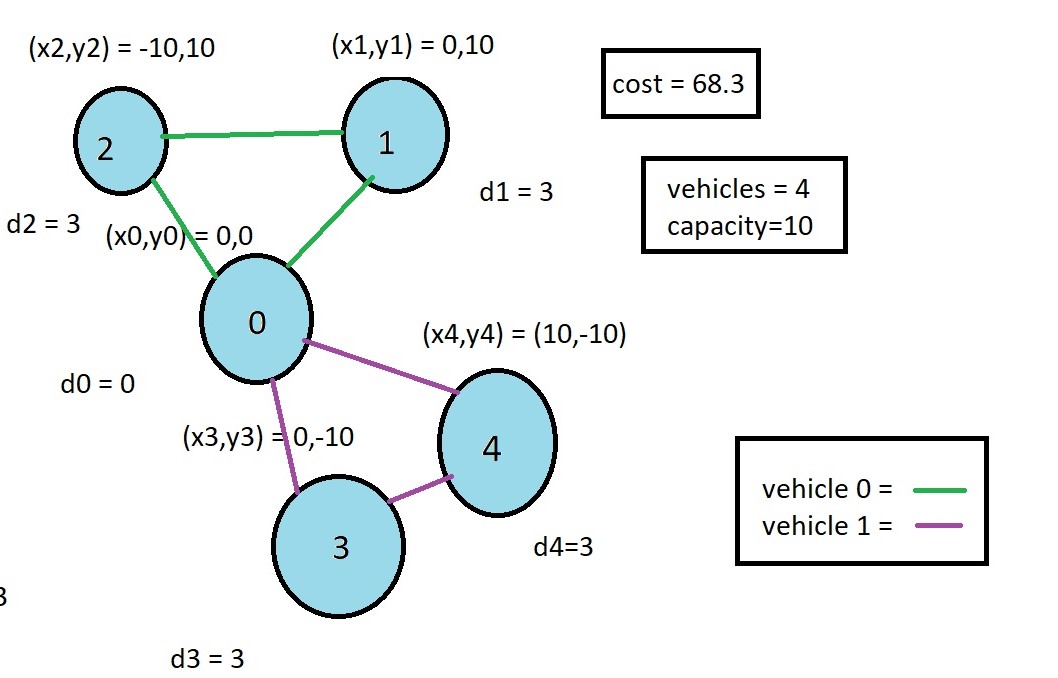 (x2,y2) = -10,10
(x1,y1) = 0,10
cost = 68.3
2
1
vehicles = 4
capacity=10
d1 = 3
d2 = 3
(x0,y0) = 0,0
0
(x4,y4) = (10,-10)
d0 = 0
(x3,y3) = 0,-10
4
vehicle 0 =
vehicle 1 =
3
d4=3
3
d3 = 3